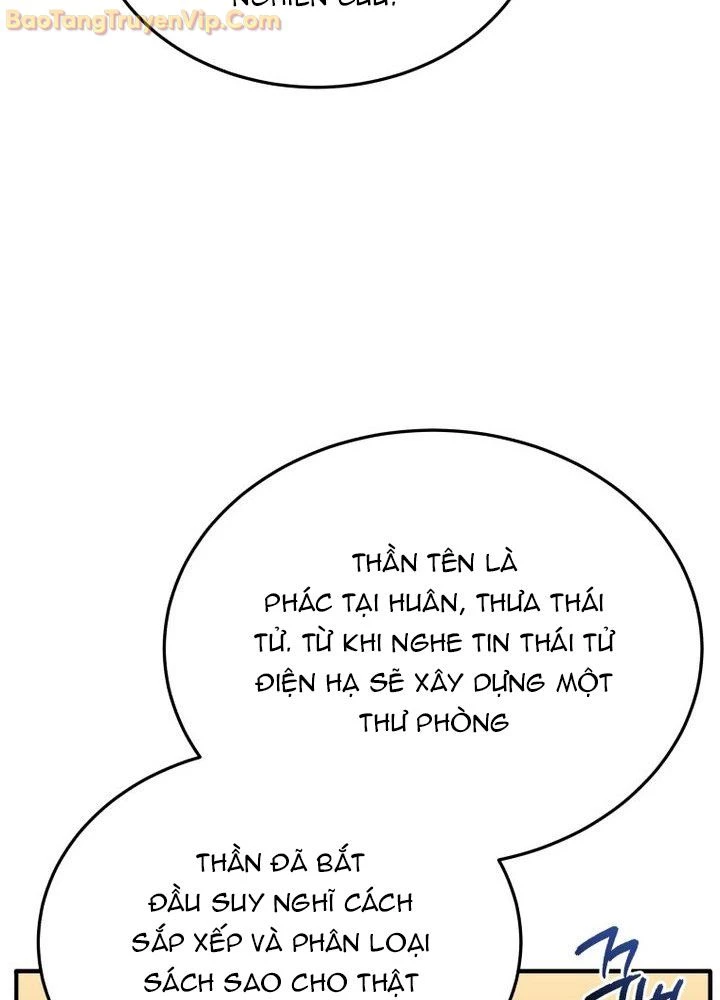 BaoTangTruyenVip.Com
NGHIÊN CỨU.
THẦN TÊN LÀ
PHÁC TẠI HUÂN, THƯA THÁI
TỬ. TỪ KHI NGHE TIN THÁI TỬ
ĐIỆN HẠ SẼ XÂY DỰNG MỘT
THƯ PHÒNG
THẦN ĐÃ BẮT
ĐẦU SUY NGHĨ CÁCH
SẮP XẾP VÀ PHÂN LOẠI
SÁCH SAO CHO THẬT